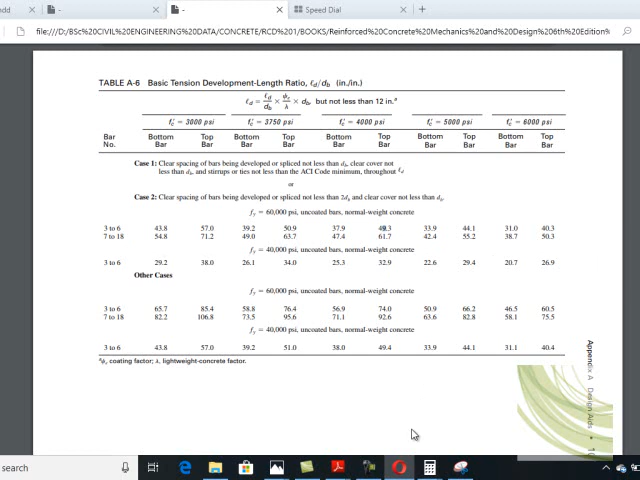 ndd
-
-
Speed Dial
file:///D:/BSc%20CIVIL%20ENGINEERING%20DATA/CONCRETE/RCD%201/BOOKS/Reinforced%20Concrete%20Mechanics%20and%20Design%206th%20Edition%
TABLE A-6 Basic Tension Development-Length Ratio, ℓd/db (in./in.)
ℓd = ℓd/db × ψe/λ × db, but not less than 12 in.a
f′c = 3000 psi f′c = 3750 psi f′c = 4000 psi f′c = 5000 psi f′c = 6000 psi
Bar No. Bottom Bar Top Bar Bottom Bar Top Bar Bottom Bar Top Bar Bottom Bar Top Bar Bottom Bar Top Bar
Case 1: Clear spacing of bars being developed or spliced not less than db, clear cover not
less than db, and stirrups or ties not less than the ACI Code minimum, throughout ℓd
or
Case 2: Clear spacing of bars being developed or spliced not less than 2db and clear cover not less than db.
fy = 60,000 psi, uncoated bars, normal-weight concrete
3 to 6 43.8 57.0 39.2 50.9 37.9 49.3 33.9 44.1 31.0 40.3
7 to 18 54.8 71.2 49.0 63.7 47.4 61.7 42.4 55.2 38.7 50.3
fy = 40,000 psi, uncoated bars, normal-weight concrete
3 to 6 29.2 38.0 26.1 34.0 25.3 32.9 22.6 29.4 20.7 26.9
Other Cases
fy = 60,000 psi, uncoated bars, normal-weight concrete
3 to 6 65.7 85.4 58.8 76.4 56.9 74.0 50.9 66.2 46.5 60.5
7 to 18 82.2 106.8 73.5 95.6 71.1 92.6 63.6 82.8 58.1 75.5
fy = 40,000 psi, uncoated bars, normal-weight concrete
3 to 6 43.8 57.0 39.2 51.0 38.0 49.4 33.9 44.1 31.1 40.4
aψe coating factor; λ, lightweight-concrete factor.
Appendix A Design Aids •
search